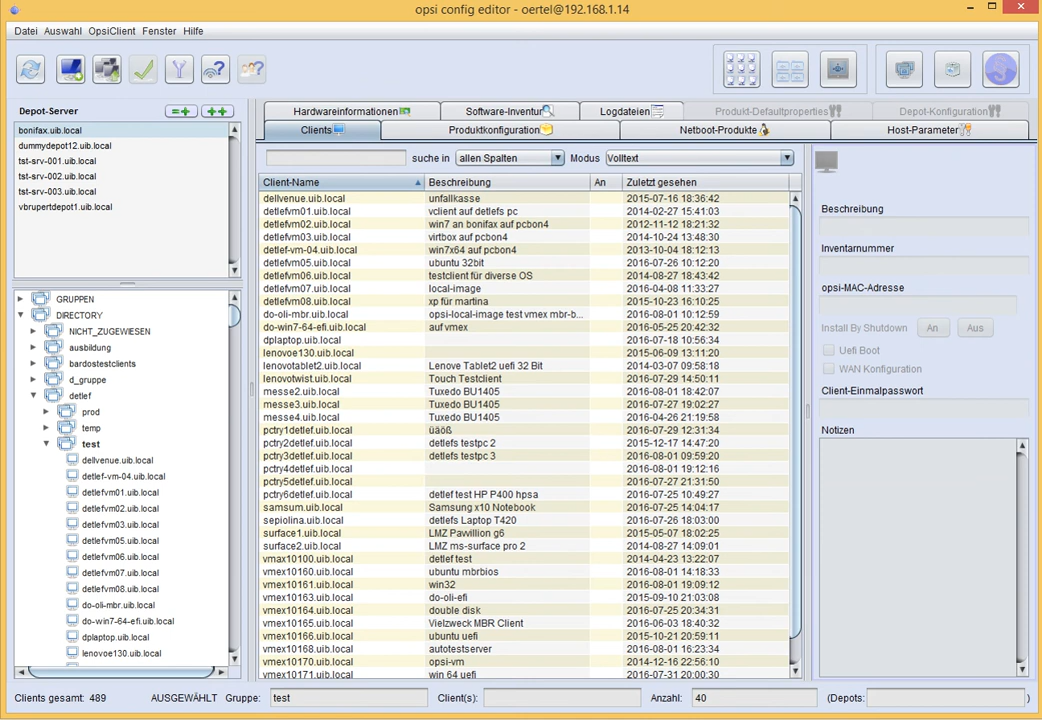 opsi config editor - oertel@192.168.1.14
Datei Auswahl OpsiClient Fenster Hilfe
Depot-Server
=+
++
bonifax.uib.local
dummydepot12.uib.local
tst-srv-001.uib.local
tst-srv-002.uib.local
tst-srv-003.uib.local
vbrupertdepot1.uib.local
GRUPPEN
DIRECTORY
NICHT_ZUGEWIESEN
ausbildung
bardostestclients
d_gruppe
detlef
prod
temp
test
dellvenue.uib.local
detlef-vm-04.uib.local
detlefvm01.uib.local
detlefvm02.uib.local
detlefvm03.uib.local
detlefvm05.uib.local
detlefvm06.uib.local
detlefvm07.uib.local
detlefvm08.uib.local
do-oli-mbr.uib.local
do-win7-64-efi.uib.local
dplaptop.uib.local
lenovoe130.uib.local
Hardwareinformationen
Software-Inventur
Logdateien
Produkt-Defaultproperties
Depot-Konfiguration
Clients
Produktkonfiguration
Netboot-Produkte
Host-Parameter
suche in allen Spalten Modus Volltext
Client-Name Beschreibung An Zuletzt gesehen
dellvenue.uib.local unfallkasse 2015-07-16 18:36:42
detlefvm01.uib.local vclient auf detlefs pc 2014-02-27 15:41:03
detlefvm02.uib.local win7 an bonifax auf pcbon4 2012-11-12 18:21:32
detlefvm03.uib.local virtbox auf pcbon4 2014-10-24 13:48:30
detlef-vm-04.uib.local win7x64 auf pcbon4 2013-10-04 18:12:13
detlefvm05.uib.local ubuntu 32bit 2016-07-26 10:12:20
detlefvm06.uib.local testclient für diverse OS 2014-08-27 18:43:42
detlefvm07.uib.local local-image 2016-04-08 11:33:27
detlefvm08.uib.local xp für martina 2015-10-23 16:10:25
do-oli-mbr.uib.local opsi-local-image test vmex mbr-b... 2016-08-01 10:12:59
do-win7-64-efi.uib.local auf vmex 2016-05-25 20:42:32
dplaptop.uib.local 2016-07-18 10:56:34
lenovoe130.uib.local 2015-06-09 13:11:20
lenovotablet2.uib.local Lenove Tablet2 uefi 32 Bit 2014-03-07 09:58:18
lenovotwist.uib.local Touch Testclient 2016-07-29 14:50:11
messe2.uib.local Tuxedo BU1405 2016-08-01 18:42:07
messe3.uib.local Tuxedo BU1405 2016-07-27 19:02:27
messe4.uib.local Tuxedo BU1405 2016-04-26 21:19:58
pctry1detlef.uib.local üäöß 2016-07-29 12:31:34
pctry2detlef.uib.local detlefs testpc 2 2015-12-17 14:47:20
pctry3detlef.uib.local detlefs testpc 3 2016-08-01 09:59:20
pctry4detlef.uib.local 2016-08-01 19:12:16
pctry5detlef.uib.local 2016-07-27 21:31:50
pctry6detlef.uib.local detlef test HP P400 hpsa 2016-07-25 10:49:27
samsum.uib.local Samsung x10 Notebook 2016-07-25 14:04:17
sepiolina.uib.local detlefs Laptop T420 2016-07-26 18:03:00
surface1.uib.local LMZ Pawillion g6 2015-05-07 18:02:25
surface2.uib.local LMZ ms-surface pro 2 2014-08-27 14:09:01
vmax10100.uib.local detlef test 2014-04-23 13:22:07
vmex10160.uib.local ubuntu mbrbios 2016-08-01 14:18:33
vmex10161.uib.local win32 2016-08-01 19:09:12
vmex10163.uib.local do-oli-efi 2015-09-10 21:03:08
vmex10164.uib.local double disk 2016-07-25 20:34:31
vmex10165.uib.local Vielzweck MBR Client 2016-06-03 18:40:32
vmex10166.uib.local ubuntu uefi 2015-10-21 20:59:11
vmex10168.uib.local autotestserver 2016-08-01 16:23:34
vmex10170.uib.local opsi-vm 2014-12-16 22:56:10
vmex10171.uib.local win 64 uefi 2016-07-31 20:00:30
Beschreibung
Inventarnummer
opsi-MAC-Adresse
Install By Shutdown An Aus
Uefi Boot
WAN Konfiguration
Client-Einmalpasswort
Notizen
Clients gesamt: 489 AUSGEWÄHLT Gruppe: test Client(s): Anzahl: 40 (Depots: )